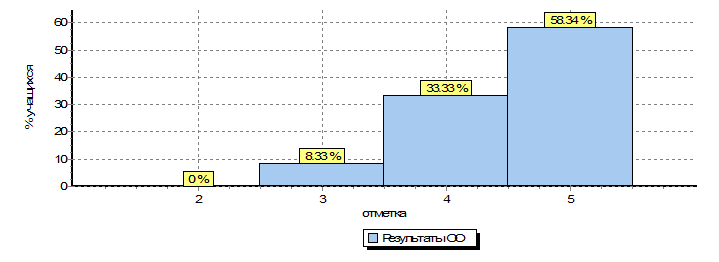 % учащихся
60
50
40
30
20
10
0
0 %
8.33 %
33.33 %
58.34 %
2 3 4 5
отметка
Результаты ОО